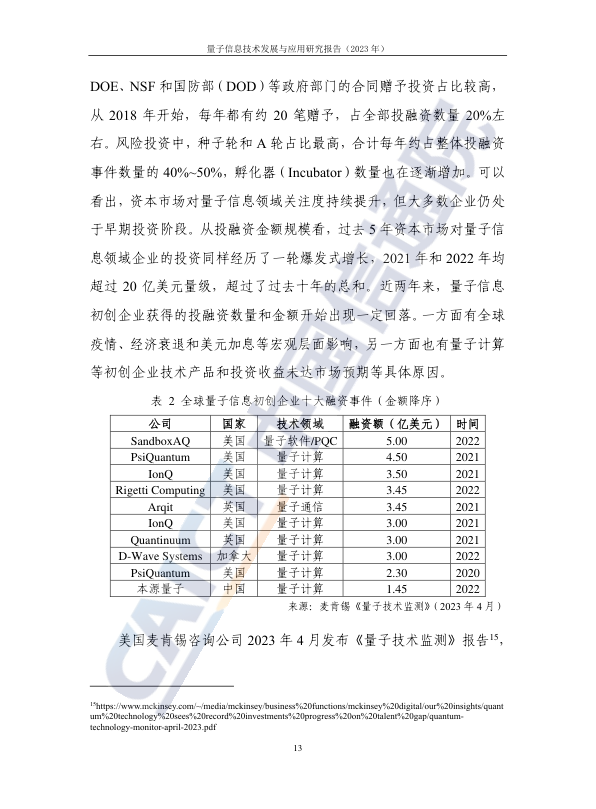 量子信息技术发展与应用研究报告（2023 年）
DOE、NSF 和国防部（DOD）等政府部门的合同赠予投资占比较高，
从 2018 年开始，每年都有约 20 笔赠予，占全部投融资数量 20%左
右。风险投资中，种子轮和 A 轮占比最高，合计每年约占整体投融资
事件数量的 40%~50%，孵化器（Incubator）数量也在逐渐增加。可以
看出，资本市场对量子信息领域关注度持续提升，但大多数企业仍处
于早期投资阶段。从投融资金额规模看，过去 5 年资本市场对量子信
息领域企业的投资同样经历了一轮爆发式增长，2021 年和 2022 年均
超过 20 亿美元量级，超过了过去十年的总和。近两年来，量子信息
初创企业获得的投融资数量和金额开始出现一定回落。一方面有全球
疫情、经济衰退和美元加息等宏观层面影响，另一方面也有量子计算
等初创企业技术产品和投资收益未达市场预期等具体原因。
表 2 全球量子信息初创企业十大融资事件（金额降序）
公司 国家 技术领域 融资额（亿美元） 时间
SandboxAQ 美国 量子软件/PQC 5.00 2022
PsiQuantum 美国 量子计算 4.50 2021
IonQ 美国 量子计算 3.50 2021
Rigetti Computing 美国 量子计算 3.45 2022
Arqit 英国 量子通信 3.45 2021
IonQ 美国 量子计算 3.00 2021
Quantinuum 英国 量子计算 3.00 2021
D-Wave Systems 加拿大 量子计算 3.00 2022
PsiQuantum 美国 量子计算 2.30 2020
本源量子 中国 量子计算 1.45 2022
来源：麦肯锡《量子技术监测》（2023 年 4 月）
美国麦肯锡咨询公司 2023 年 4 月发布《量子技术监测》报告15，
15https://www.mckinsey.com/~/media/mckinsey/business%20functions/mckinsey%20digital/our%20insights/quant
um%20technology%20sees%20record%20investments%20progress%20on%20talent%20gap/quantum-
technology-monitor-april-2023.pdf
13
CAICT 中国信通院